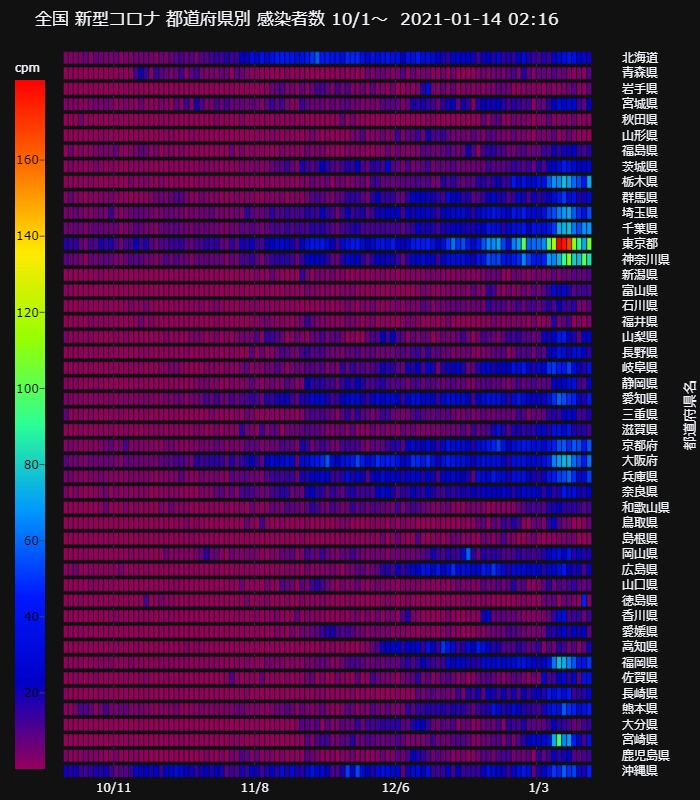 全国 新型コロナ 都道府県別 感染者数 10/1～ 2021-01-14 02:16
cpm
160
140
120
100
80
60
40
20
北海道
青森県
岩手県
宮城県
秋田県
山形県
福島県
茨城県
栃木県
群馬県
埼玉県
千葉県
東京都
神奈川県
新潟県
富山県
石川県
福井県
山梨県
長野県
岐阜県
静岡県
愛知県
三重県
滋賀県
京都府
大阪府
兵庫県
奈良県
和歌山県
鳥取県
島根県
岡山県
広島県
山口県
徳島県
香川県
愛媛県
高知県
福岡県
佐賀県
長崎県
熊本県
大分県
宮崎県
鹿児島県
沖縄県
都道府県名
10/11 11/8 12/6 1/3